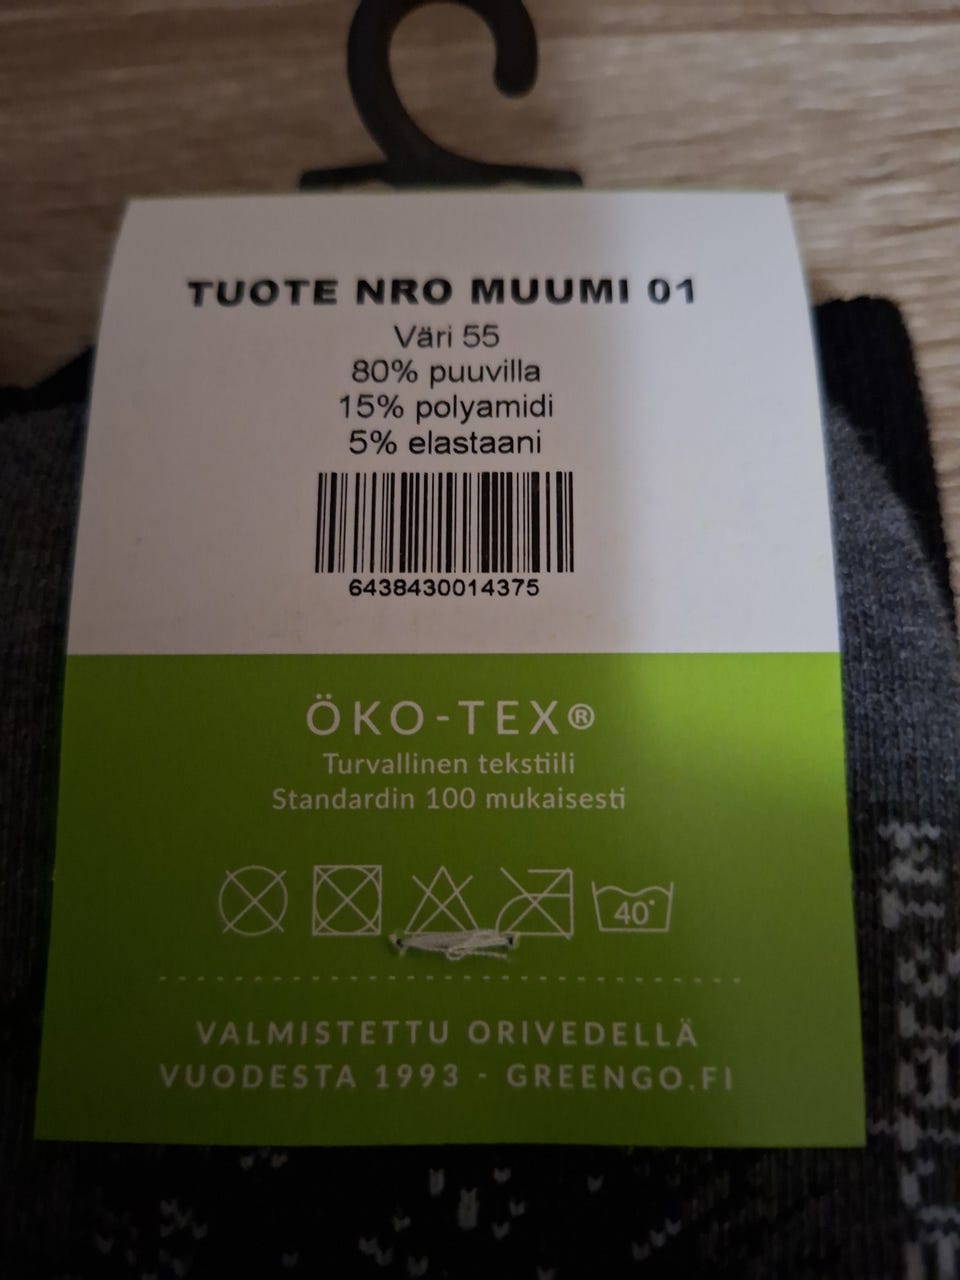 TUOTE NRO MUUMI 01
Väri 55
80% puuvilla
15% polyamidi
5% elastaani
6438430014375
ÖKO-TEX®
Turvallinen tekstiili
Standardin 100 mukaisesti
40°
VALMISTETTU ORIVEDELLÄ
VUODESTA 1993 - GREENGO.FI